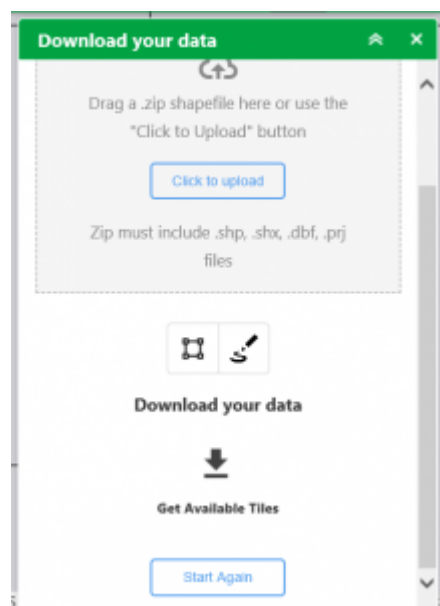 Download your data
Drag a .zip shapefile here or use the
"Click to Upload" button
Click to upload
Zip must include .shp, .shx, .dbf, .prj
files
Download your data
Get Available Tiles
Start Again